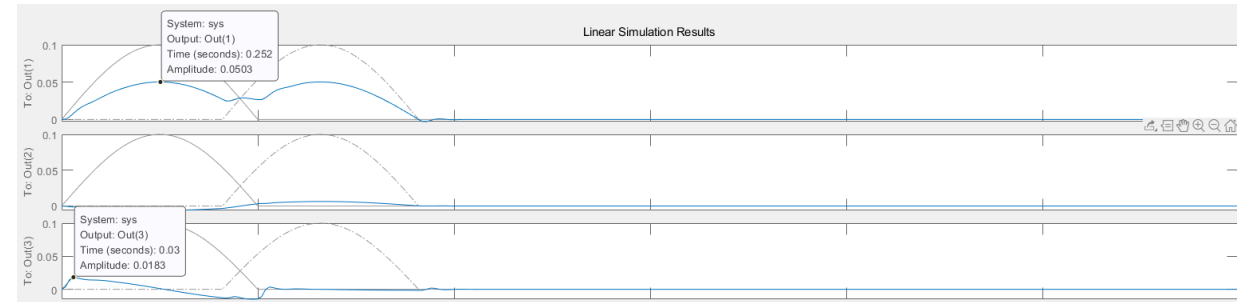 Linear Simulation Results
System: sys
Output: Out(1)
Time (seconds): 0.252
Amplitude: 0.0503
To: Out(1)
0.1
0.05
0
To: Out(2)
0.1
0.05
0
System: sys
Output: Out(3)
Time (seconds): 0.03
Amplitude: 0.0183
To: Out(3)
0.1
0.05
0